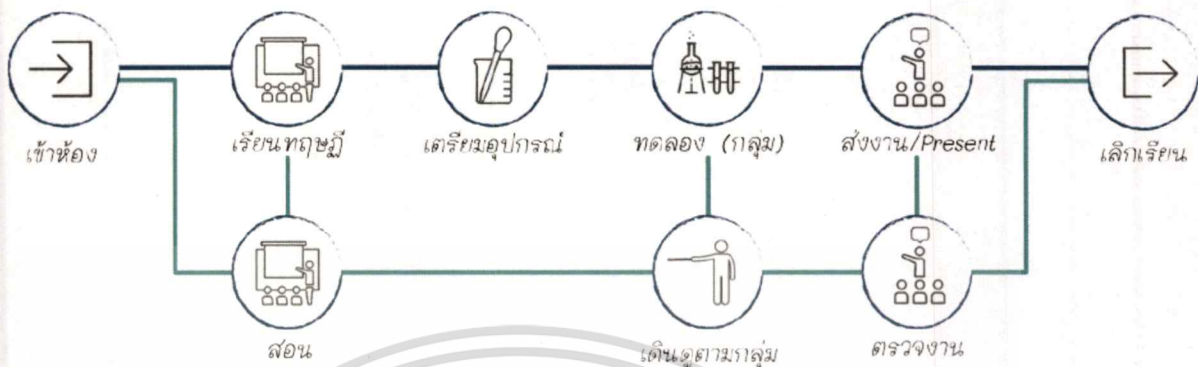 เข้าห้อง
เรียนทฤษฎี
เตรียมอุปกรณ์
ทดลอง (กลุ่ม)
ส่งงาน/Present
เลิกเรียน
สอน
เดินดูตามกลุ่ม
ตรวจงาน